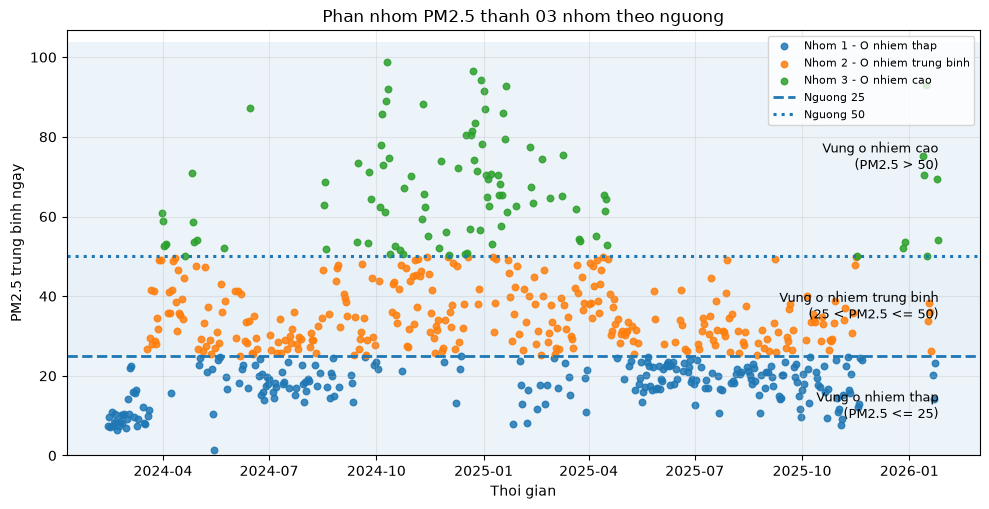 Phan nhom PM2.5 thanh 03 nhom theo nguong
PM2.5 trung binh ngay
100
80
60
40
20
0
Nhom 1 - O nhiem thap
Nhom 2 - O nhiem trung binh
Nhom 3 - O nhiem cao
Nguong 25
Nguong 50
Vung o nhiem cao
(PM2.5 > 50)
Vung o nhiem trung binh
(25 < PM2.5 <= 50)
Vung o nhiem thap
(PM2.5 <= 25)
2024-04 2024-07 2024-10 2025-01 2025-04 2025-07 2025-10 2026-01
Thoi gian